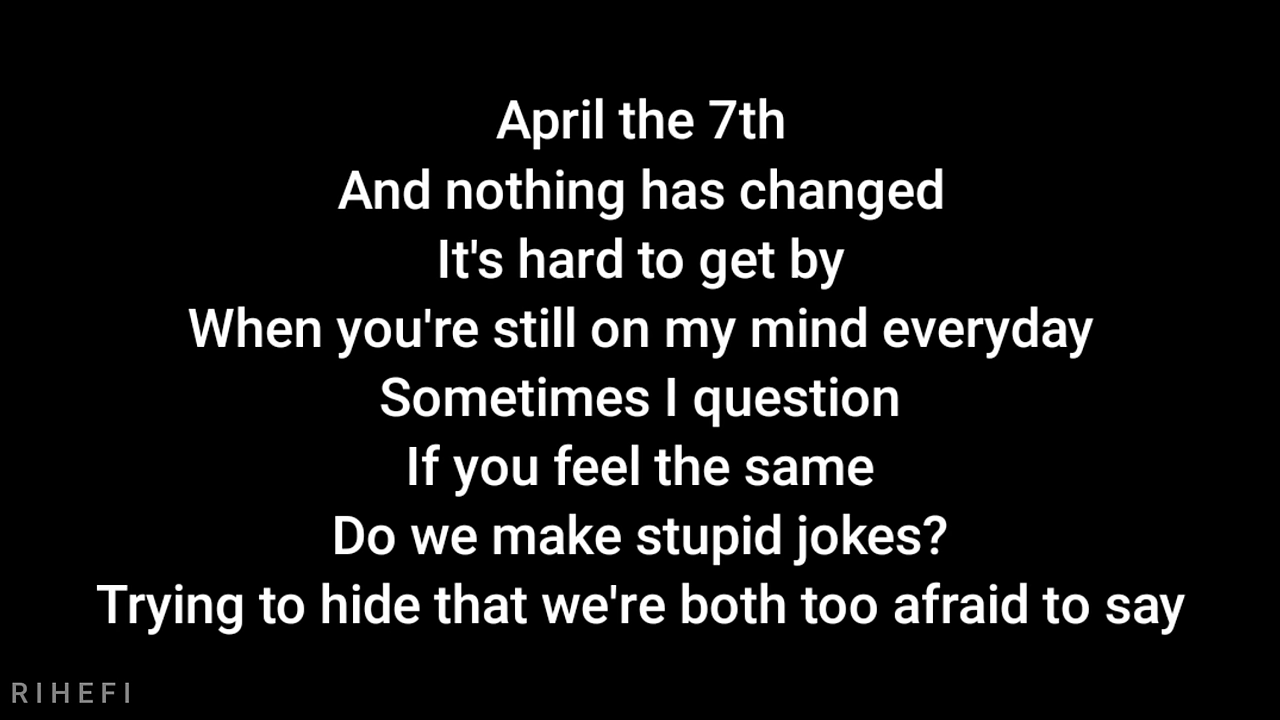 April the 7th
And nothing has changed
It's hard to get by
When you're still on my mind everyday
Sometimes I question
If you feel the same
Do we make stupid jokes?
Trying to hide that we're both too afraid to say
RIHEFI